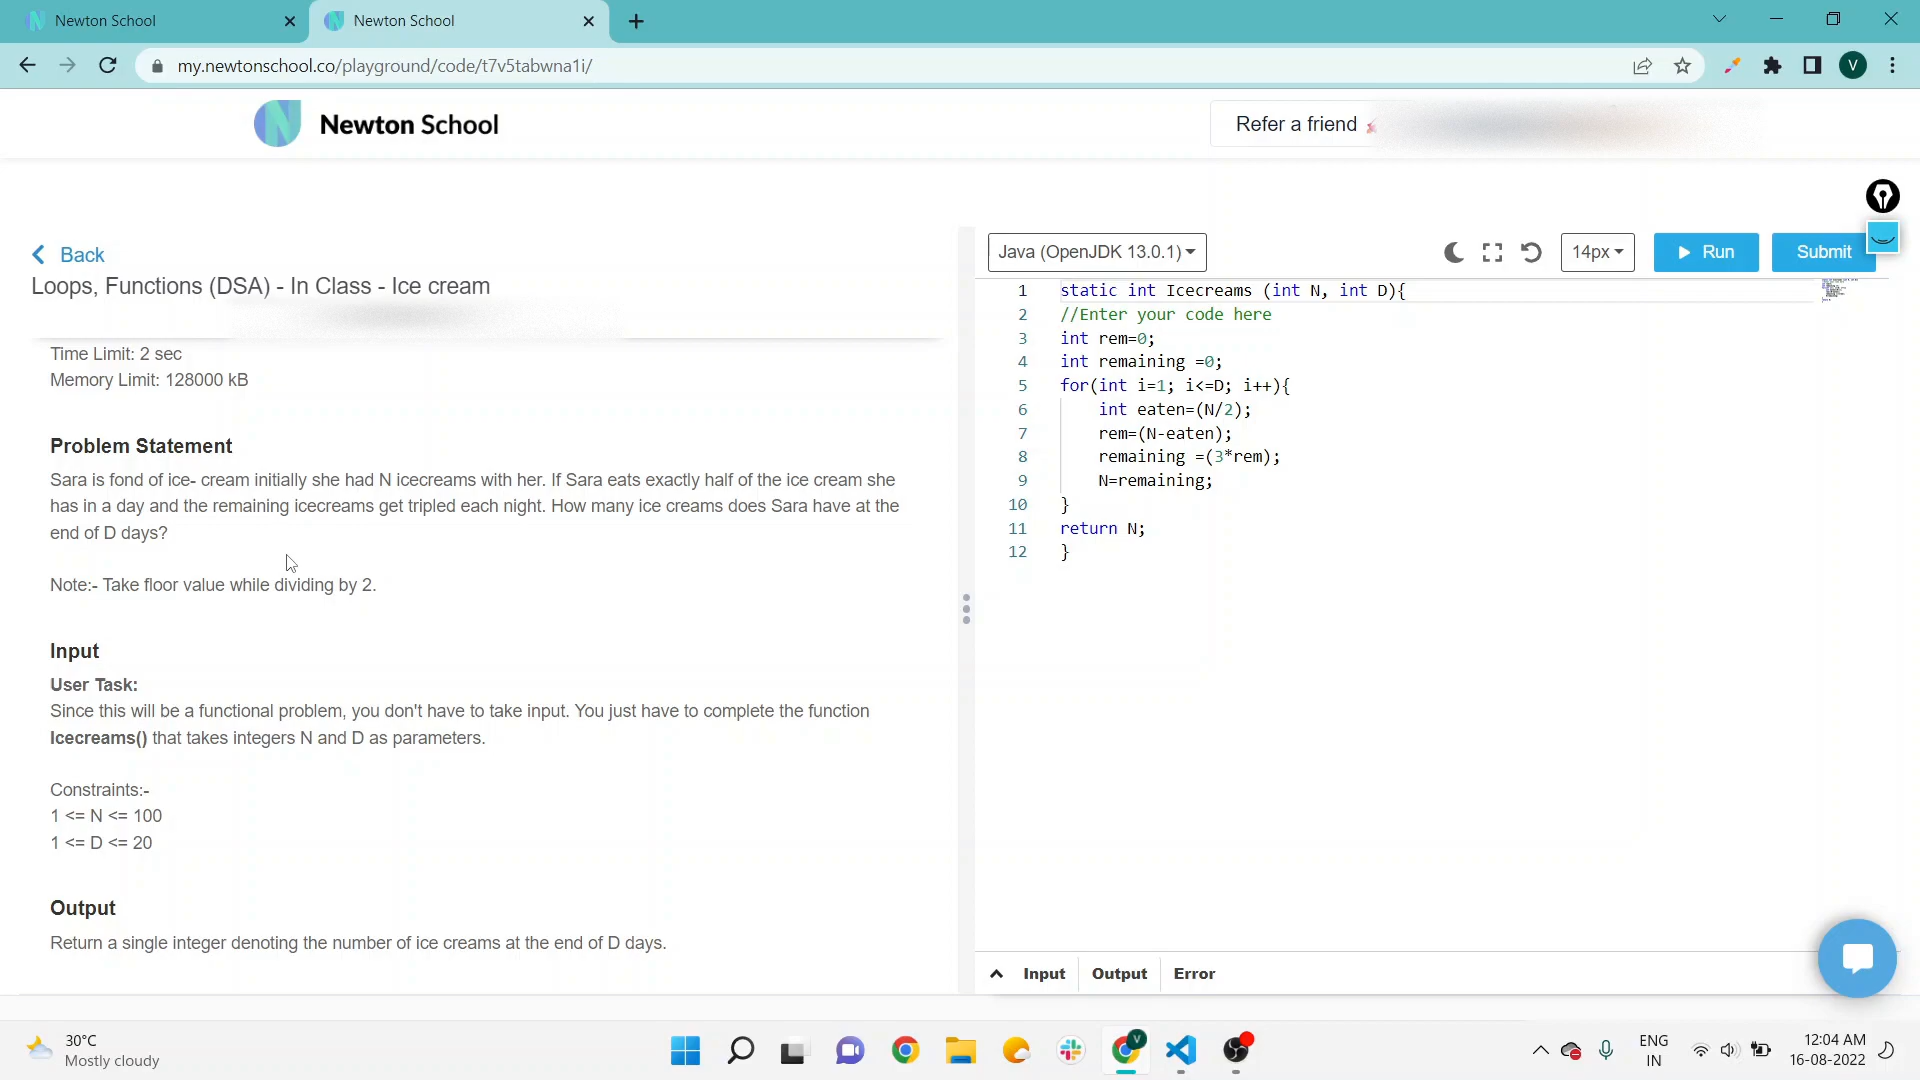 Newton School
Newton School
my.newtonschool.co/playground/code/t7v5tabwna1i/
V
Newton School
Refer a friend
Back
Loops, Functions (DSA) - In Class - Ice cream
Time Limit: 2 sec
Memory Limit: 128000 kB
Problem Statement
Sara is fond of ice- cream initially she had N icecreams with her. If Sara eats exactly half of the ice cream she
has in a day and the remaining icecreams get tripled each night. How many ice creams does Sara have at the
end of D days?
Note:- Take floor value while dividing by 2.
Input
User Task:
Since this will be a functional problem, you don't have to take input. You just have to complete the function
Icecreams() that takes integers N and D as parameters.
Constraints:-
1 <= N <= 100
1 <= D <= 20
Output
Return a single integer denoting the number of ice creams at the end of D days.
Java (OpenJDK 13.0.1)
14px
Run
Submit
1 static int Icecreams (int N, int D){
2 //Enter your code here
3 int rem=0;
4 int remaining =0;
5 for(int i=1; i<=D; i++){
6 int eaten=(N/2);
7 rem=(N-eaten);
8 remaining =(3*rem);
9 N=remaining;
10 }
11 return N;
12 }
Input Output Error
30°C
Mostly cloudy
V
ENG
IN
12:04 AM
16-08-2022